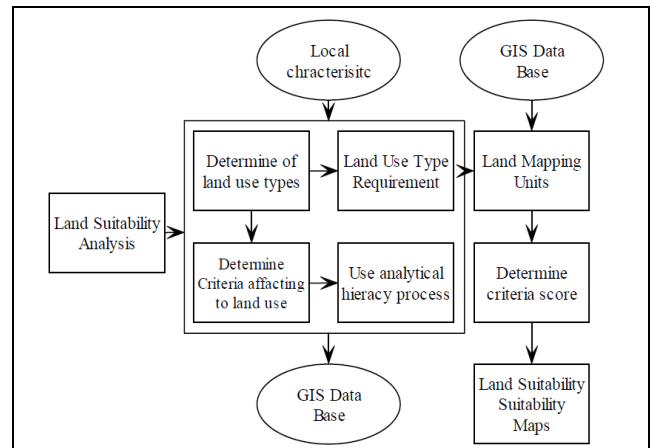 Local
chracterisitc
GIS Data
Base
Determine of
land use types
Land Use Type
Requirement
Land Mapping
Units
Land Suitability
Analysis
Determine
Criteria affacting
to land use
Use analytical
hieracy process
Determine
criteria score
GIS Data
Base
Land Suitability
Suitability
Maps